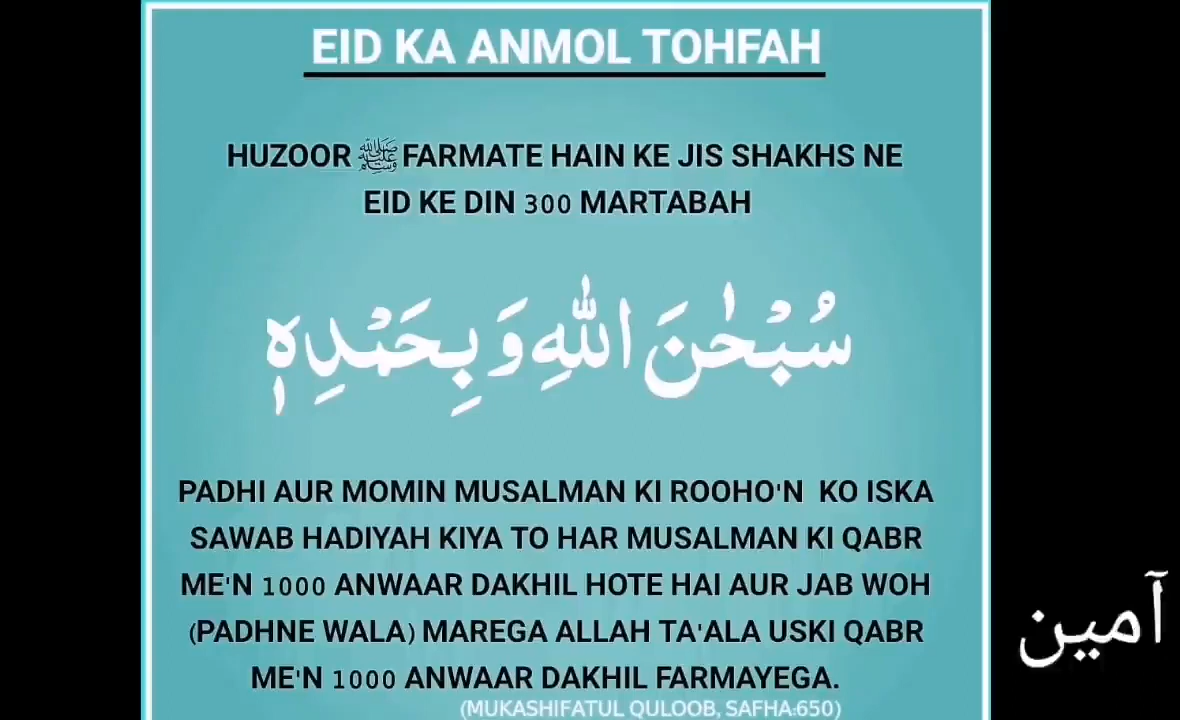 EID KA ANMOL TOHFAH
HUZOOR ﷺ FARMATE HAIN KE JIS SHAKHS NE
EID KE DIN 300 MARTABAH
سُبْحٰنَ اللّٰهِ وَ بِحَمْدِهٖ
PADHI AUR MOMIN MUSALMAN KI ROOHO'N KO ISKA
SAWAB HADIYAH KIYA TO HAR MUSALMAN KI QABR
ME'N 1000 ANWAAR DAKHIL HOTE HAI AUR JAB WOH
(PADHNE WALA) MAREGA ALLAH TA'ALA USKI QABR
ME'N 1000 ANWAAR DAKHIL FARMAYEGA.
(MUKASHIFATUL QULOOB, SAFHA:650)
آمین